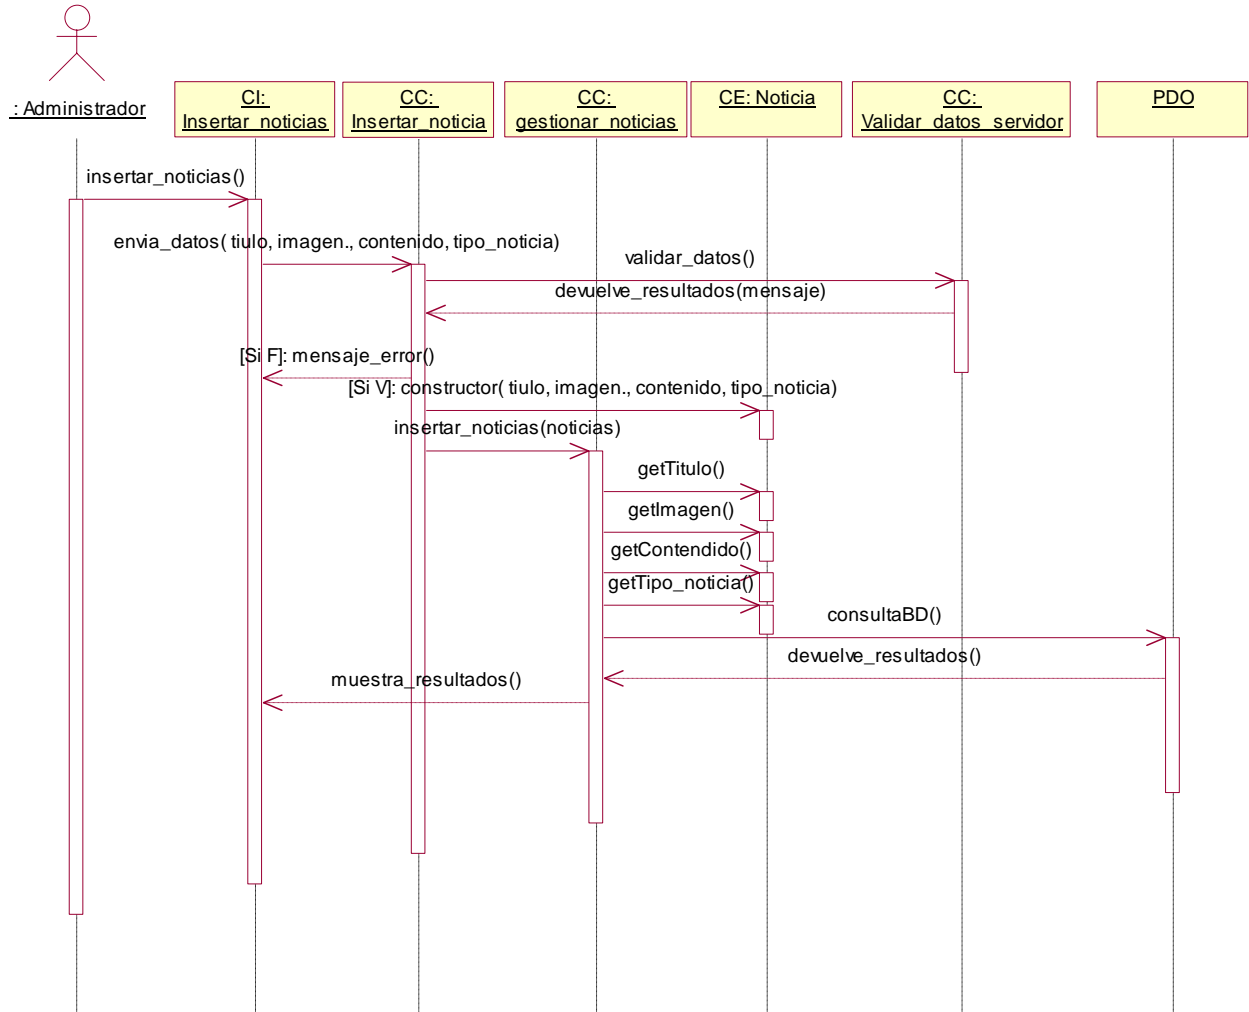 : Administrador
CI:
Insertar_noticias
CC:
Insertar_noticia
CC:
gestionar_noticias
CE: Noticia
CC:
Validar_datos_servidor
PDO
insertar_noticias()
envia_datos( tiulo, imagen., contenido, tipo_noticia)
validar_datos()
devuelve_resultados(mensaje)
[Si F]: mensaje_error()
[Si V]: constructor( tiulo, imagen., contenido, tipo_noticia)
insertar_noticias(noticias)
getTitulo()
getImagen()
getContendido()
getTipo_noticia()
consultaBD()
devuelve_resultados()
muestra_resultados()